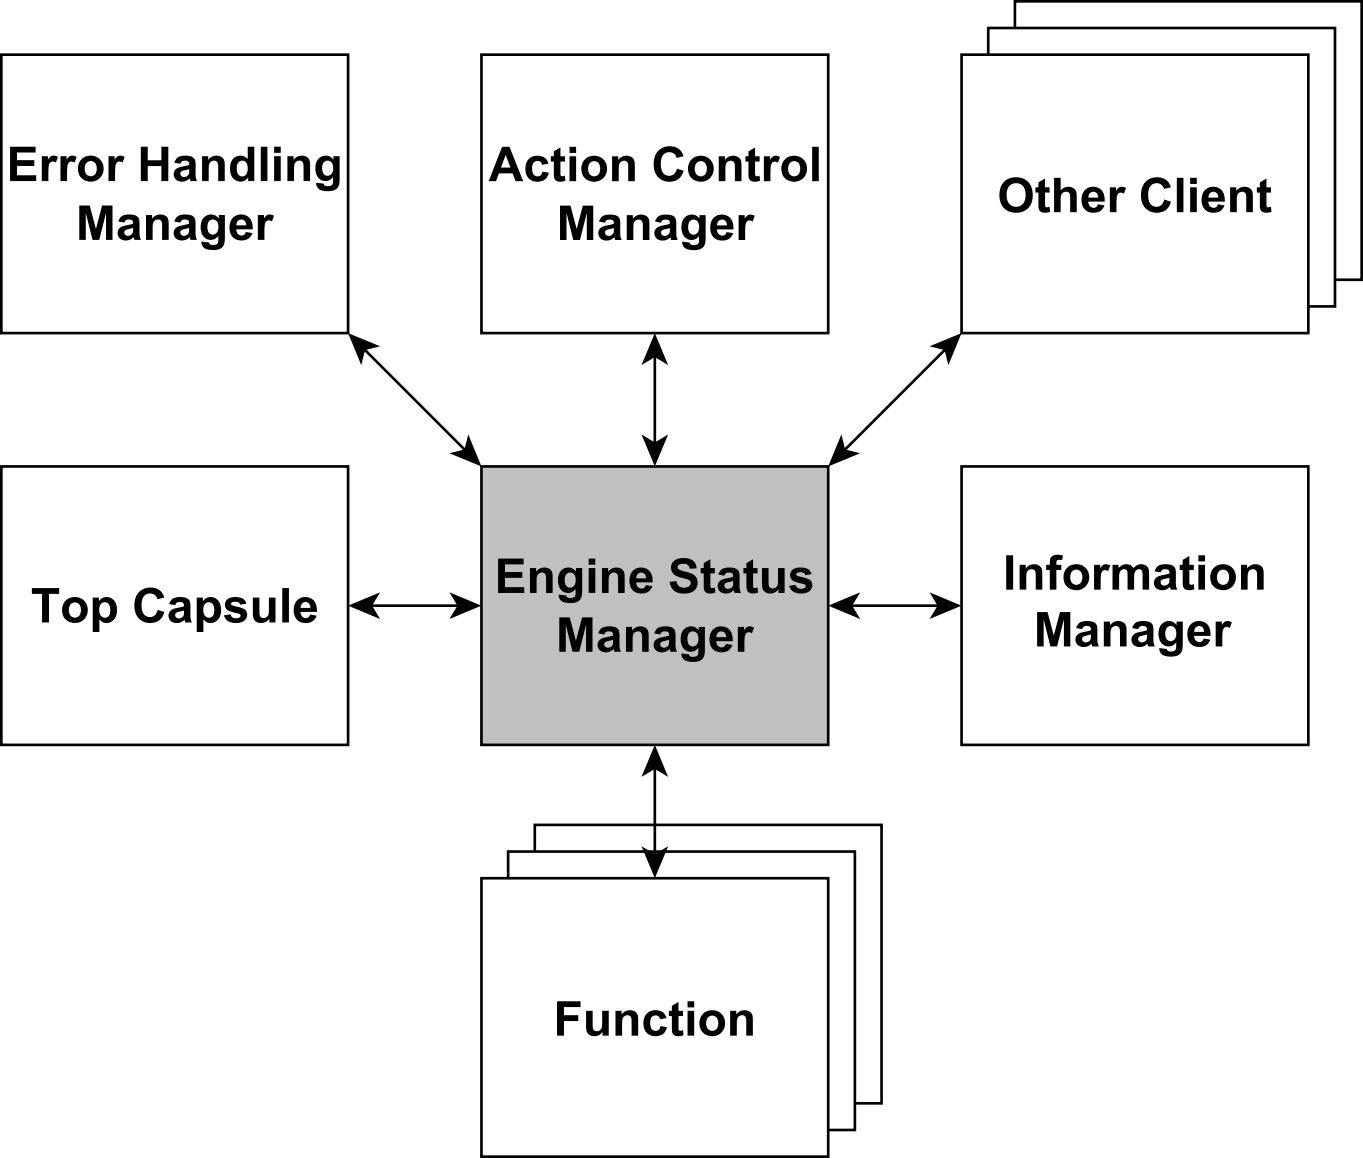 Error Handling
Manager
Action Control
Manager
Other Client
Top Capsule
Engine Status
Manager
Information
Manager
Function